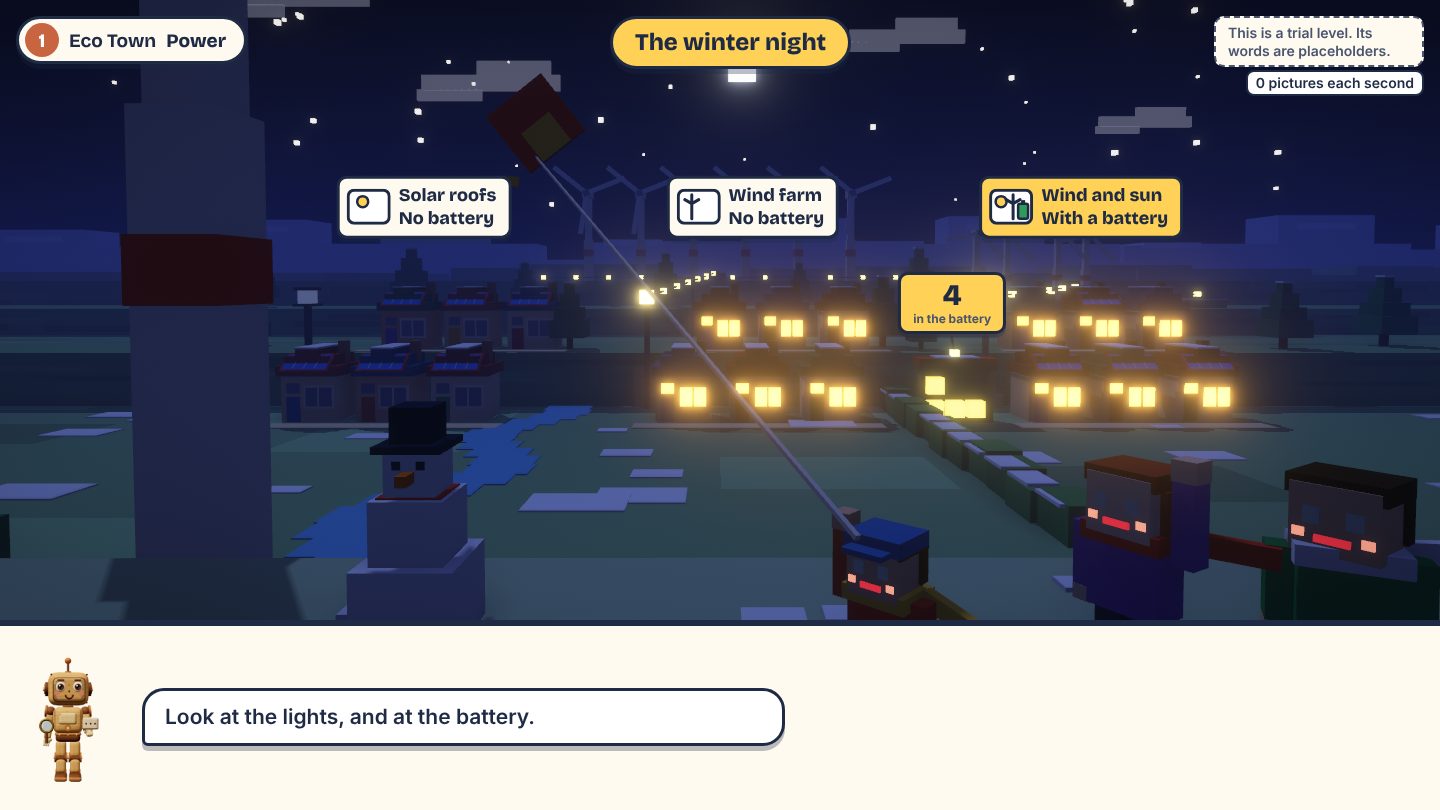 1 Eco Town Power
The winter night
This is a trial level. Its
words are placeholders.
0 pictures each second
Solar roofs
No battery
Wind farm
No battery
Wind and sun
With a battery
4
in the battery
Look at the lights, and at the battery.